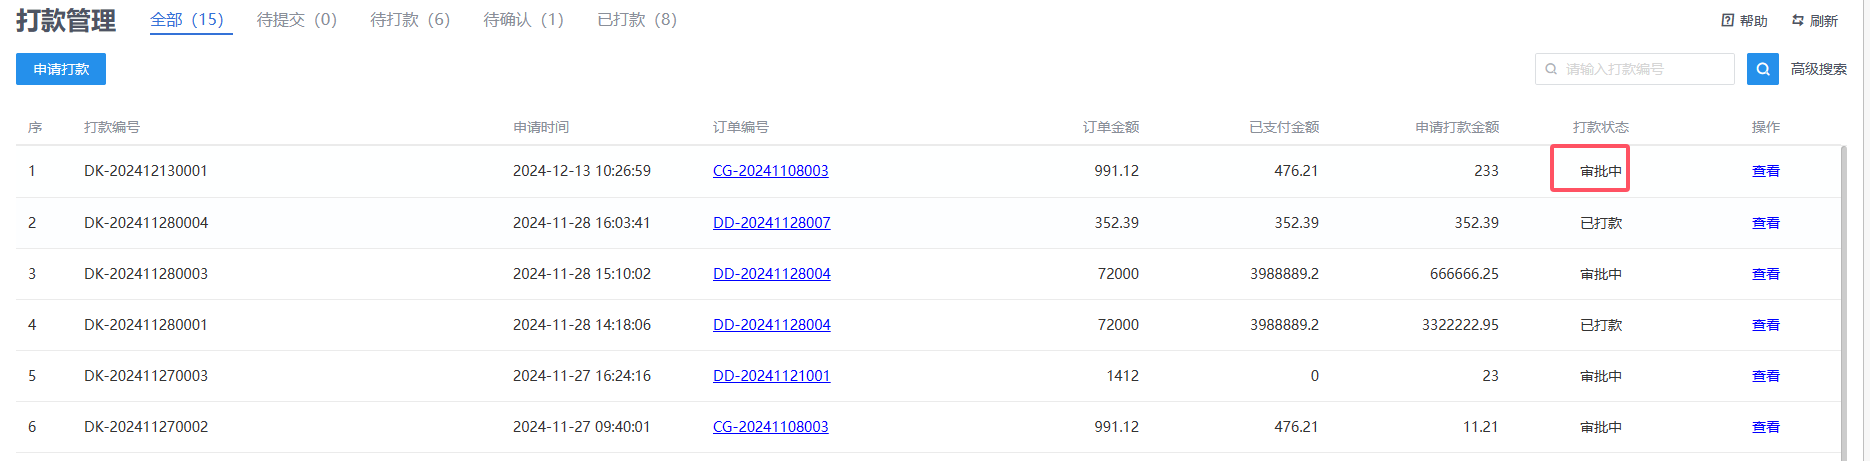 打款管理 全部（15） 待提交（0） 待打款（6） 待确认（1） 已打款（8） 帮助 刷新
申请打款 请输入打款编号 高级搜索
序 打款编号 申请时间 订单编号 订单金额 已支付金额 申请打款金额 打款状态 操作
1 DK-202412130001 2024-12-13 10:26:59 CG-20241108003 991.12 476.21 233 审批中 查看
2 DK-202411280004 2024-11-28 16:03:41 DD-20241128007 352.39 352.39 352.39 已打款 查看
3 DK-202411280003 2024-11-28 15:10:02 DD-20241128004 72000 3988889.2 666666.25 审批中 查看
4 DK-202411280001 2024-11-28 14:18:06 DD-20241128004 72000 3988889.2 3322222.95 已打款 查看
5 DK-202411270003 2024-11-27 16:24:16 DD-20241121001 1412 0 23 审批中 查看
6 DK-202411270002 2024-11-27 09:40:01 CG-20241108003 991.12 476.21 11.21 审批中 查看